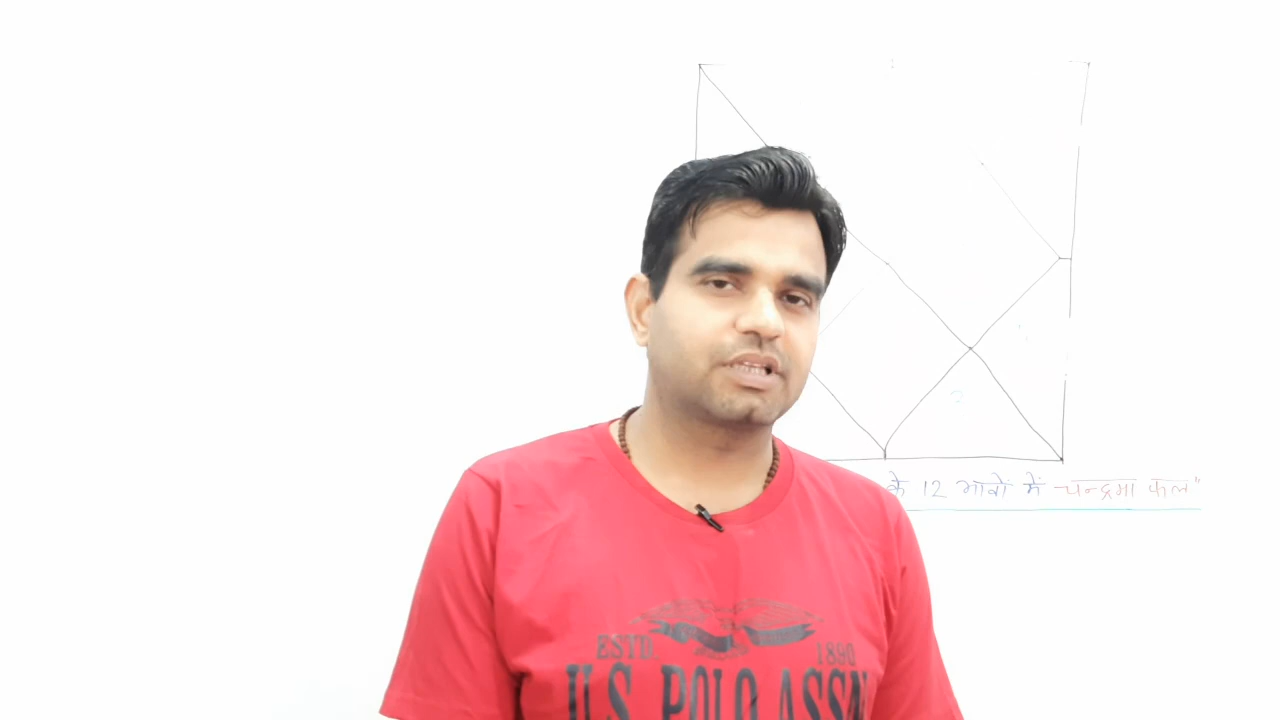 के 12 भावों में चन्द्रमा फल"
ESTD. 1890
U.S. POLO ASSN